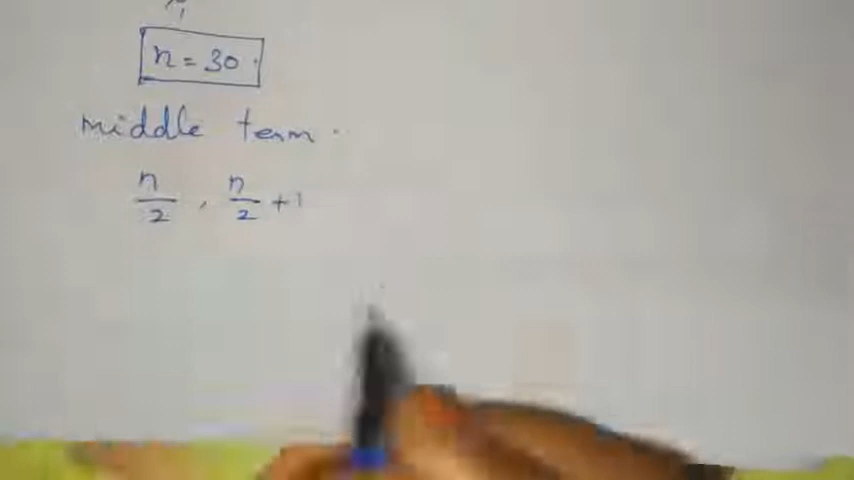 n = 30.
middle term..
n/2 , n/2 + 1